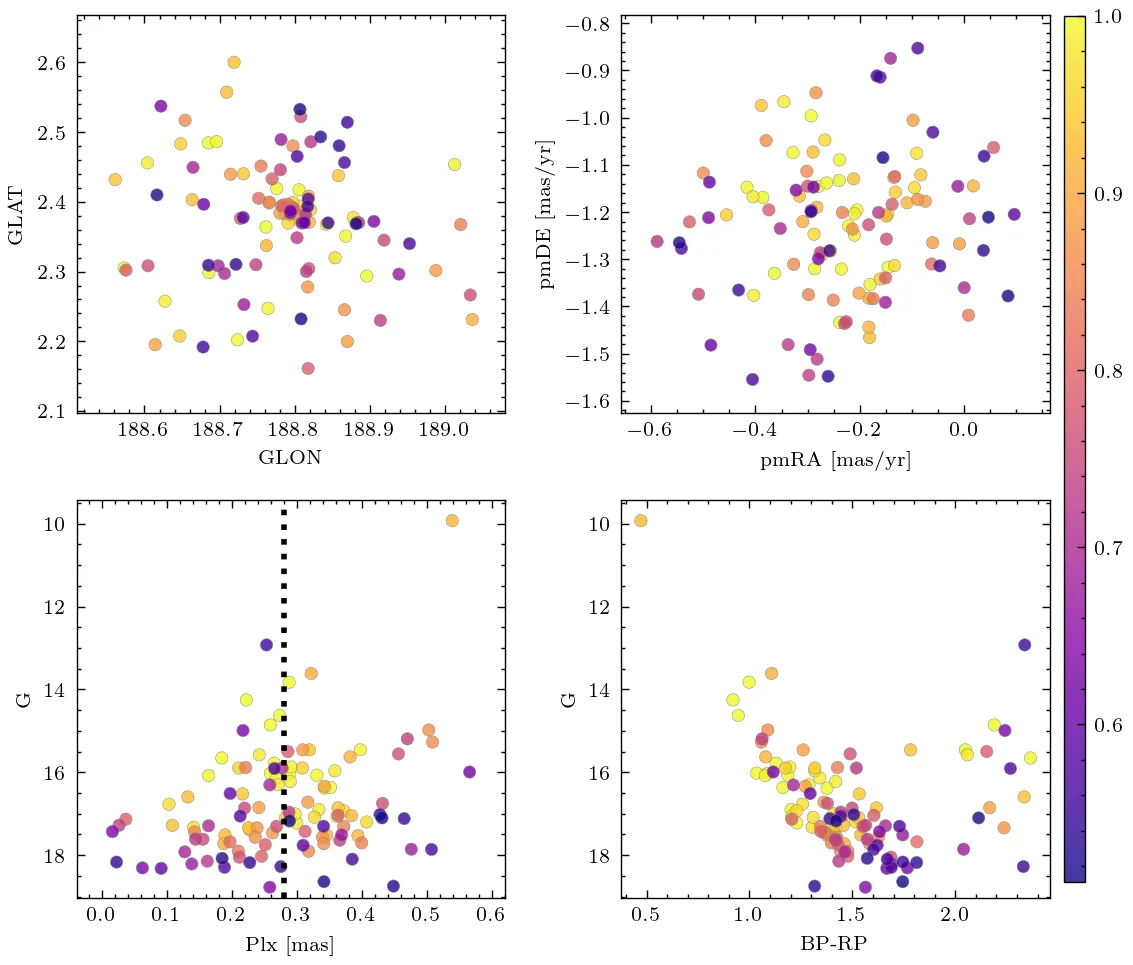 2.6
2.5
2.4
2.3
2.2
2.1
GLAT
188.6 188.7 188.8 188.9 189.0
GLON
−0.8
−0.9
−1.0
−1.1
−1.2
−1.3
−1.4
−1.5
−1.6
pmDE [mas/yr]
−0.6 −0.4 −0.2 0.0
pmRA [mas/yr]
1.0
0.9
0.8
0.7
0.6
10
12
14
16
18
G
0.0 0.1 0.2 0.3 0.4 0.5 0.6
Plx [mas]
10
12
14
16
18
G
0.5 1.0 1.5 2.0
BP-RP